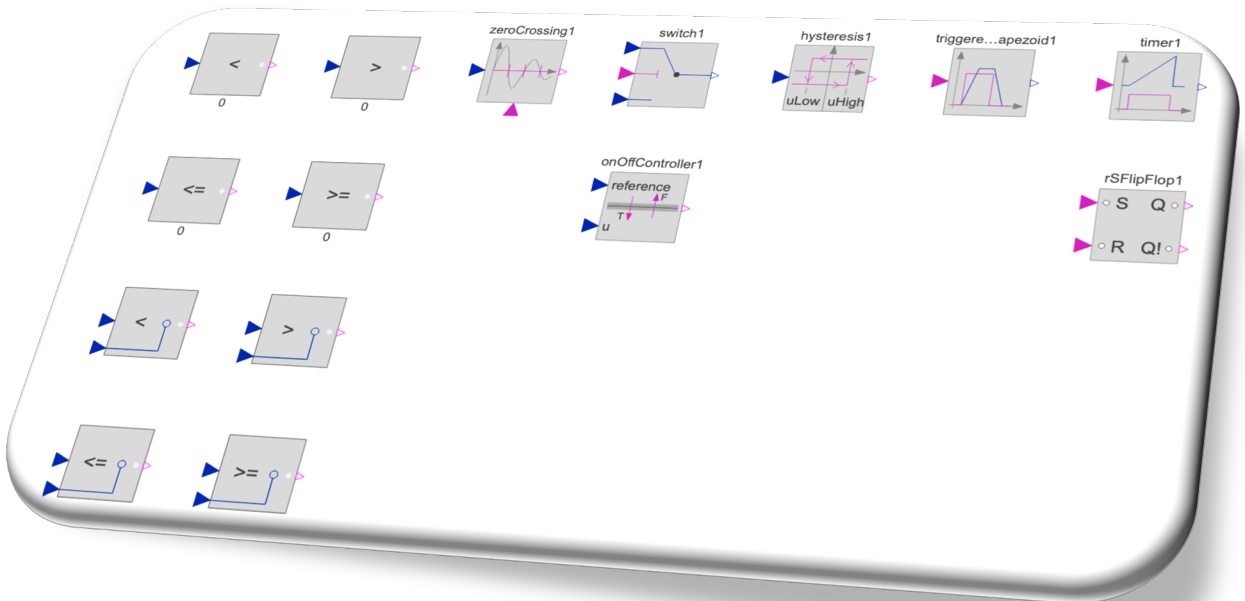 zeroCrossing1
switch1
hysteresis1
triggere...apezoid1
timer1
<
>
uLow
uHigh
0
0
<=
>=
onOffController1
reference
F
T
u
rSFlipFlop1
S Q
R Q!
0
0
<
>
<=
>=